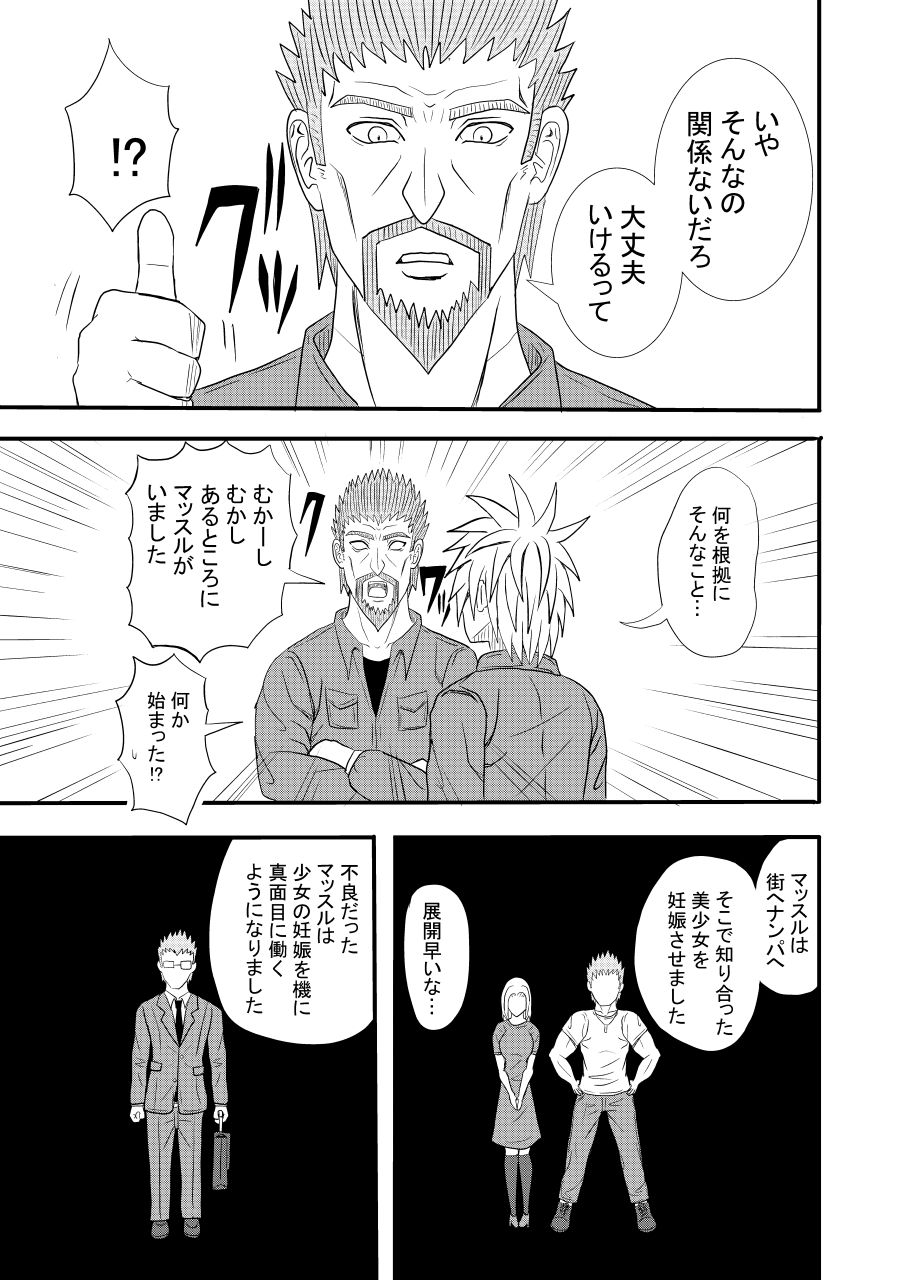 いや
そんなの
関係ないだろ
大丈夫
いけるって
グッ
!?
何を根拠に
そんなこと…
クワッ
むかーし
むかし
あるところに
マッスルが
いました
何か
始まった!?
マッスルは
街へナンパへ
そこで知り合った
美少女を
妊娠させました
展開早いな…
不良だった
マッスルは
少女の妊娠を機に
真面目に働く
ようになりました